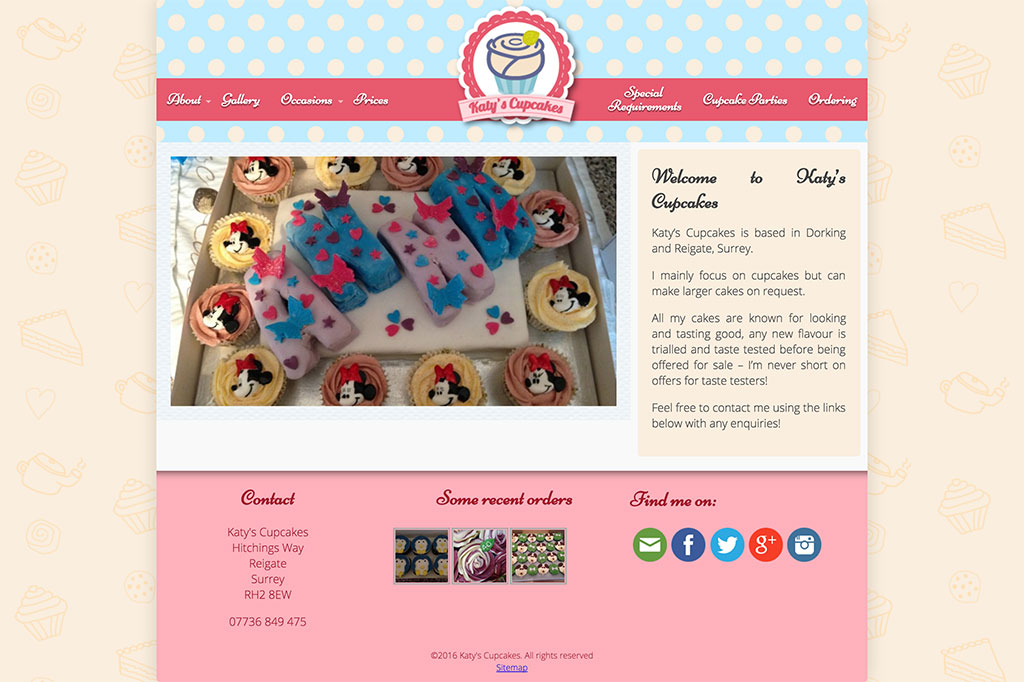 Katy's Cupcakes
About
Gallery
Occasions
Prices
Special
Requirements
Cupcake Parties
Ordering
Welcome to Katy's
Cupcakes
Katy's Cupcakes is based in Dorking
and Reigate, Surrey.
I mainly focus on cupcakes but can
make larger cakes on request.
All my cakes are known for looking
and tasting good, any new flavour is
trialled and taste tested before being
offered for sale – I'm never short on
offers for taste testers!
Feel free to contact me using the links
below with any enquiries!
Contact
Katy's Cupcakes
Hitchings Way
Reigate
Surrey
RH2 8EW
07736 849 475
Some recent orders
Find me on:
f
g+
©2016 Katy's Cupcakes. All rights reserved
Sitemap